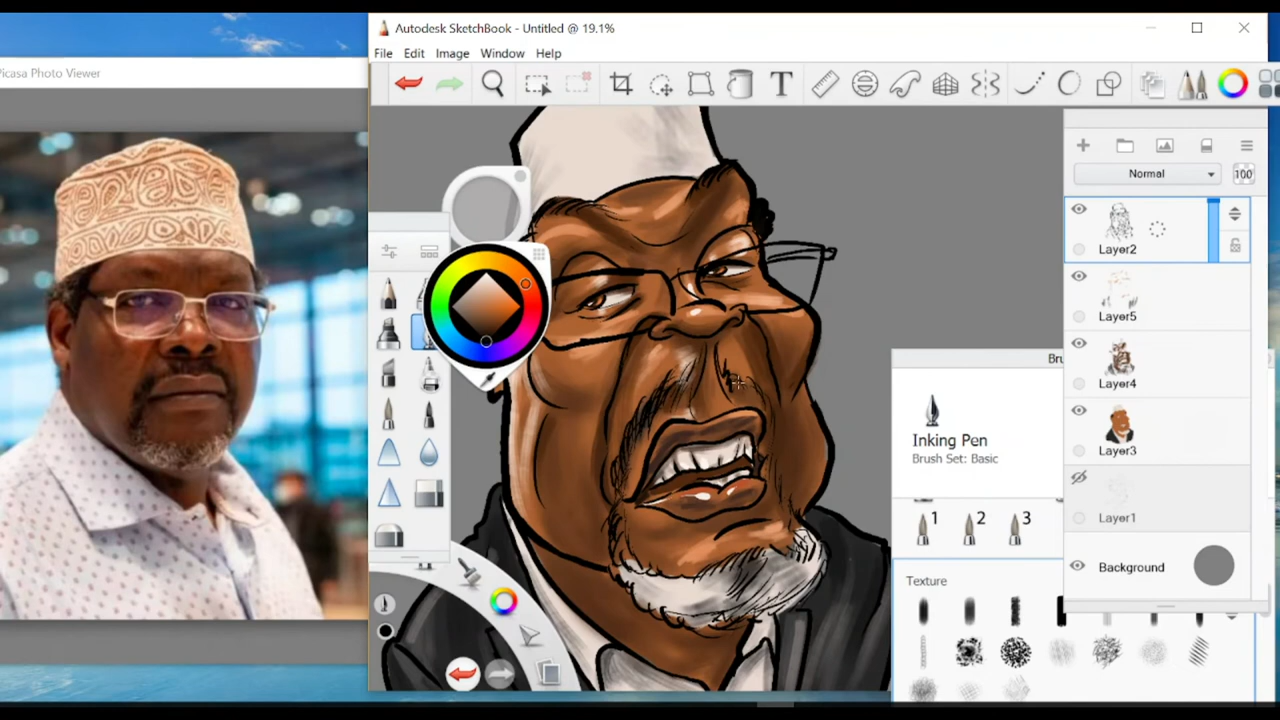 Autodesk SketchBook - Untitled @ 19.1%
Picasa Photo Viewer
File Edit Image Window Help
T
Normal
100
Layer2
Layer5
Layer4
Layer3
Layer1
Background
Inking Pen
Brush Set: Basic
1 2 3
Texture